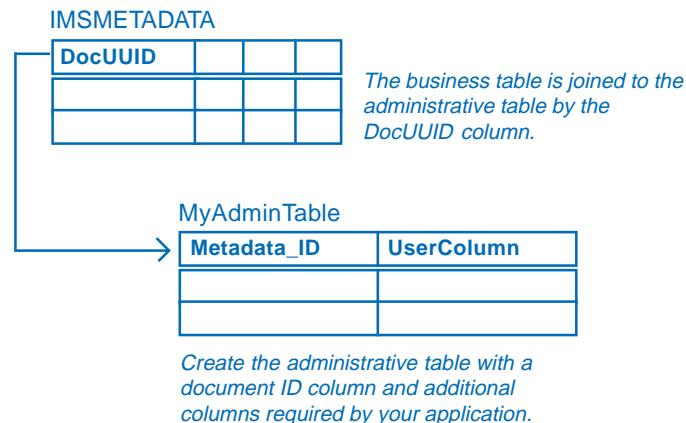 IMSMETADATA
DocUUID
The business table is joined to the
administrative table by the
DocUUID column.
MyAdminTable
Metadata_ID UserColumn
Create the administrative table with a
document ID column and additional
columns required by your application.